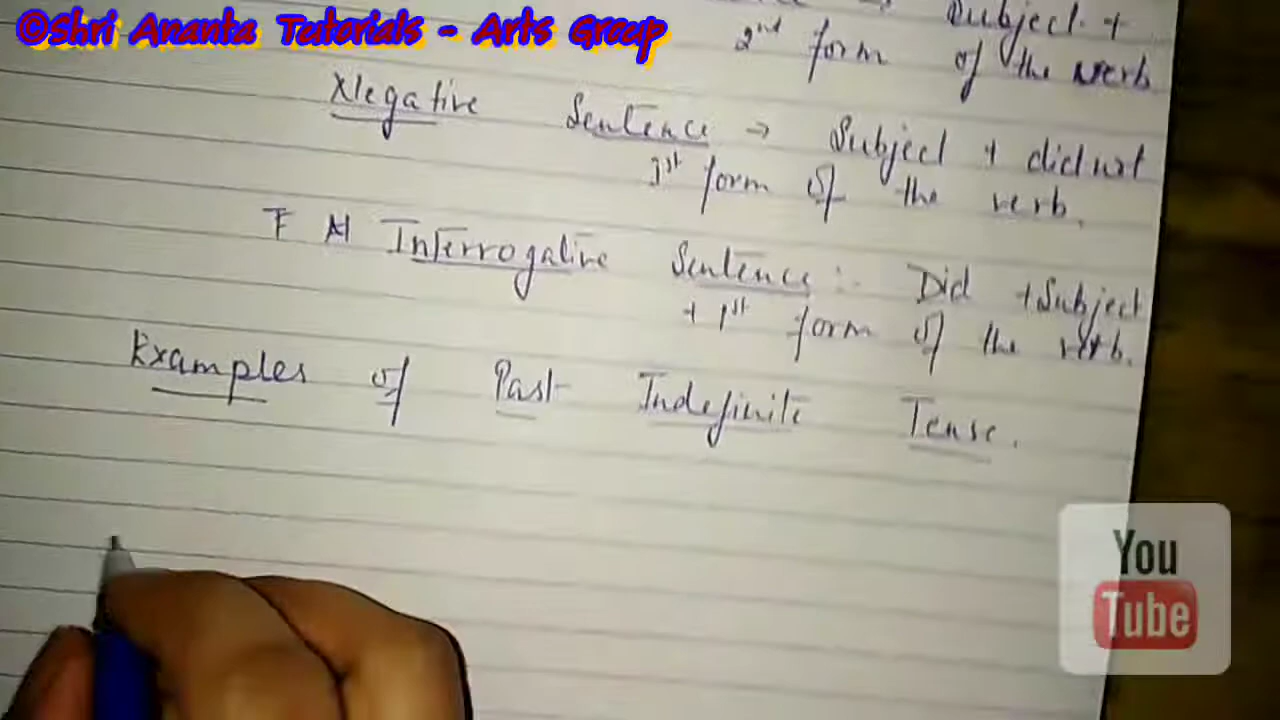 ©Shri Ananta Tutorials - Arts Group
Subject +
2nd form of the verb
Negative Sentence → Subject + did not
1st form of the verb.
Interrogative Sentence :- Did + Subject
+ 1st form of the verb.
Examples of Past Indefinite Tense.
You
Tube